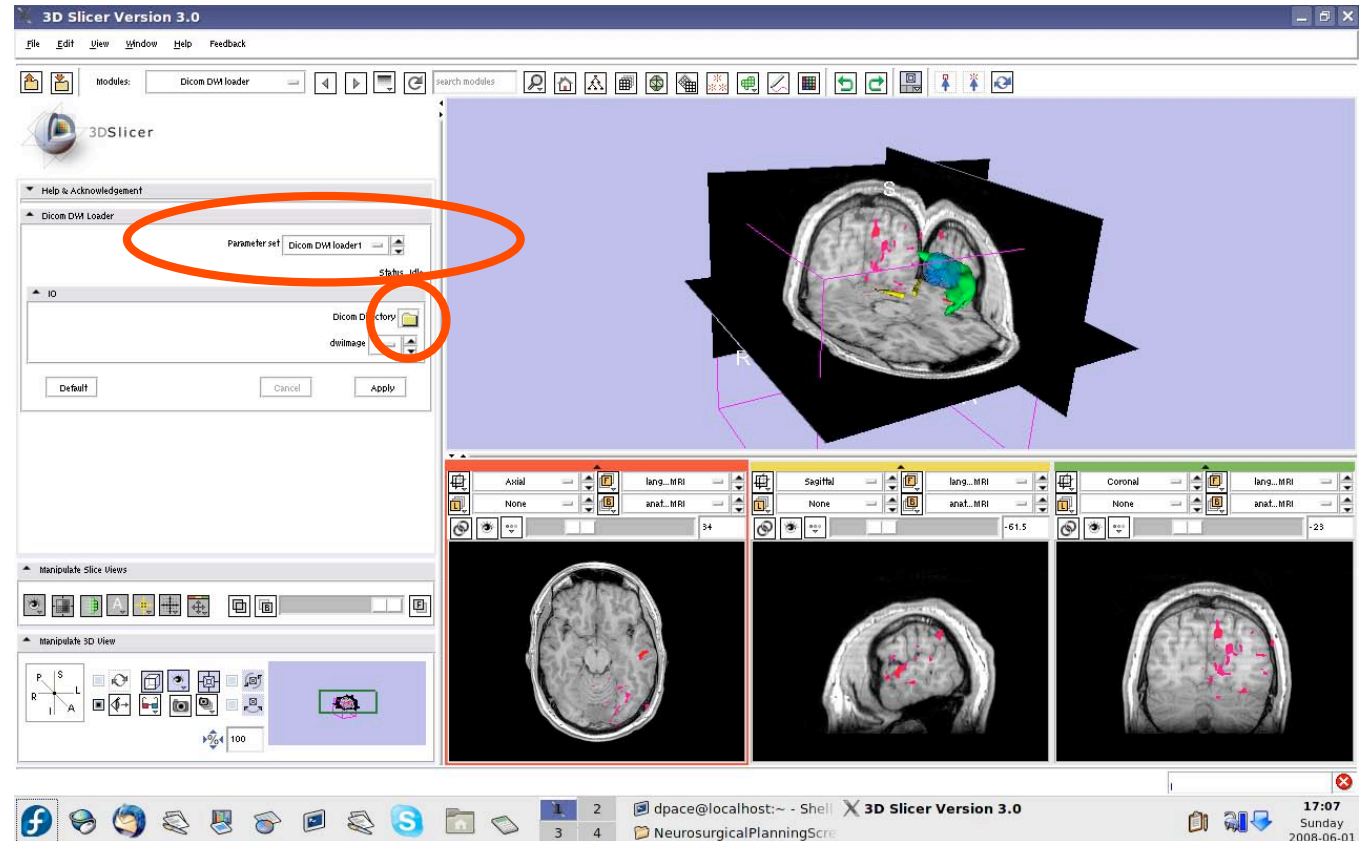 3D Slicer Version 3.0
File Edit View Window Help Feedback
Modules: Dicom DWI loader search modules
3DSlicer
Help & Acknowledgement
Dicom DWI Loader
Parameter set Dicom DWI loader1
Status Idle
IO
Dicom Directory
dwiImage
Default Cancel Apply
S
R
Axial lang...MRI
None anat...MRI
34
Sagittal lang...MRI
None anat...MRI
-61.5
Coronal lang...MRI
None anat...MRI
-23
Manipulate Slice Views
Manipulate 3D View
P S
R L
I A
% 100
1 2
3 4
dpace@localhost:~ - Shell
NeurosurgicalPlanningScre
3D Slicer Version 3.0
17:07
Sunday
2008-06-01